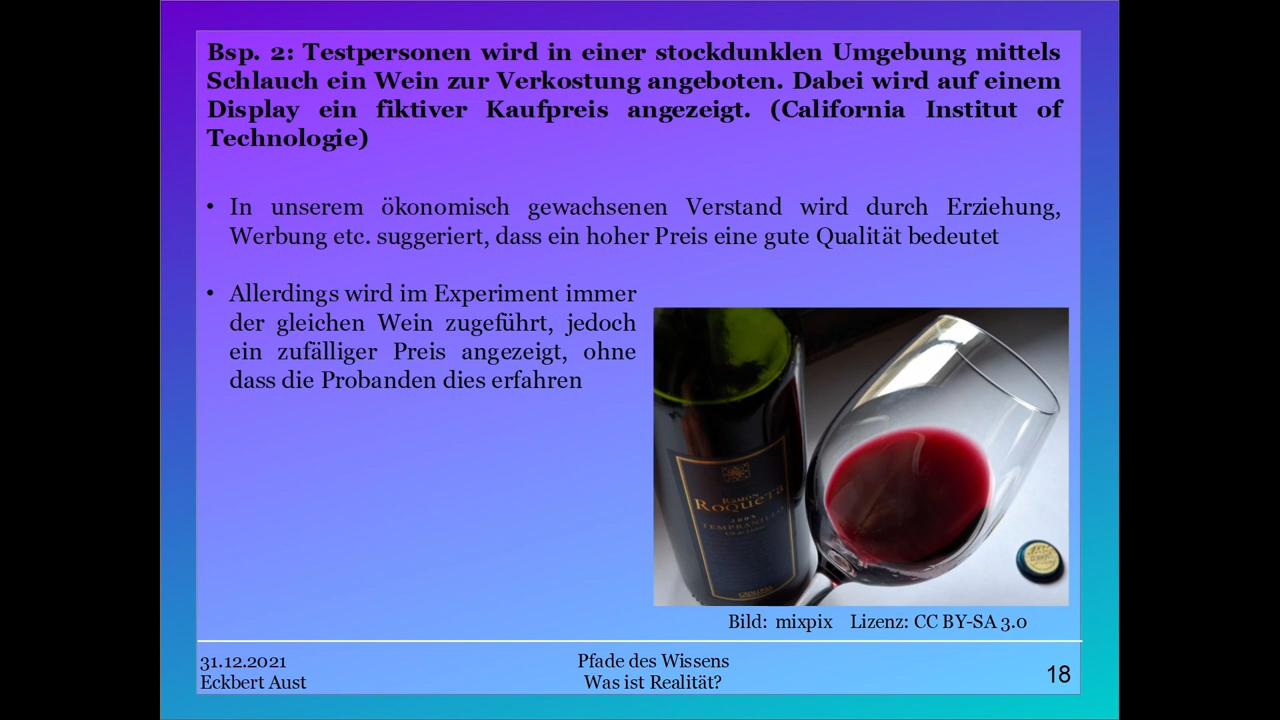 Bsp. 2: Testpersonen wird in einer stockdunklen Umgebung mittels
Schlauch ein Wein zur Verkostung angeboten. Dabei wird auf einem
Display ein fiktiver Kaufpreis angezeigt. (California Institut of
Technologie)
• In unserem ökonomisch gewachsenen Verstand wird durch Erziehung,
Werbung etc. suggeriert, dass ein hoher Preis eine gute Qualität bedeutet
• Allerdings wird im Experiment immer
der gleichen Wein zugeführt, jedoch
ein zufälliger Preis angezeigt, ohne
dass die Probanden dies erfahren
RAMÓN
ROQUETA
TEMPRANILLO
Bild: mixpix Lizenz: CC BY-SA 3.0
31.12.2021
Eckbert Aust
Pfade des Wissens
Was ist Realität?
18